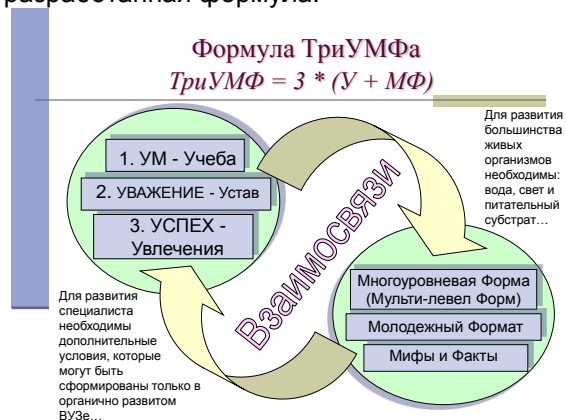 разработанная формула:
Формула ТриУМФа
ТриУМФ = 3 * (У + МФ)
1. УМ - Учеба
2. УВАЖЕНИЕ - Устав
3. УСПЕХ -
Увлечения
Взаимосвязи
Для развития
большинства
живых
организмов
необходимы:
вода, свет и
питательный
субстрат…
Многоуровневая Форма
(Мульти-левел Форм)
Молодежный Формат
Мифы и Факты
Для развития
специалиста
необходимы
дополнительные
условия, которые
могут быть
сформированы только в
органично развитом
ВУЗе…